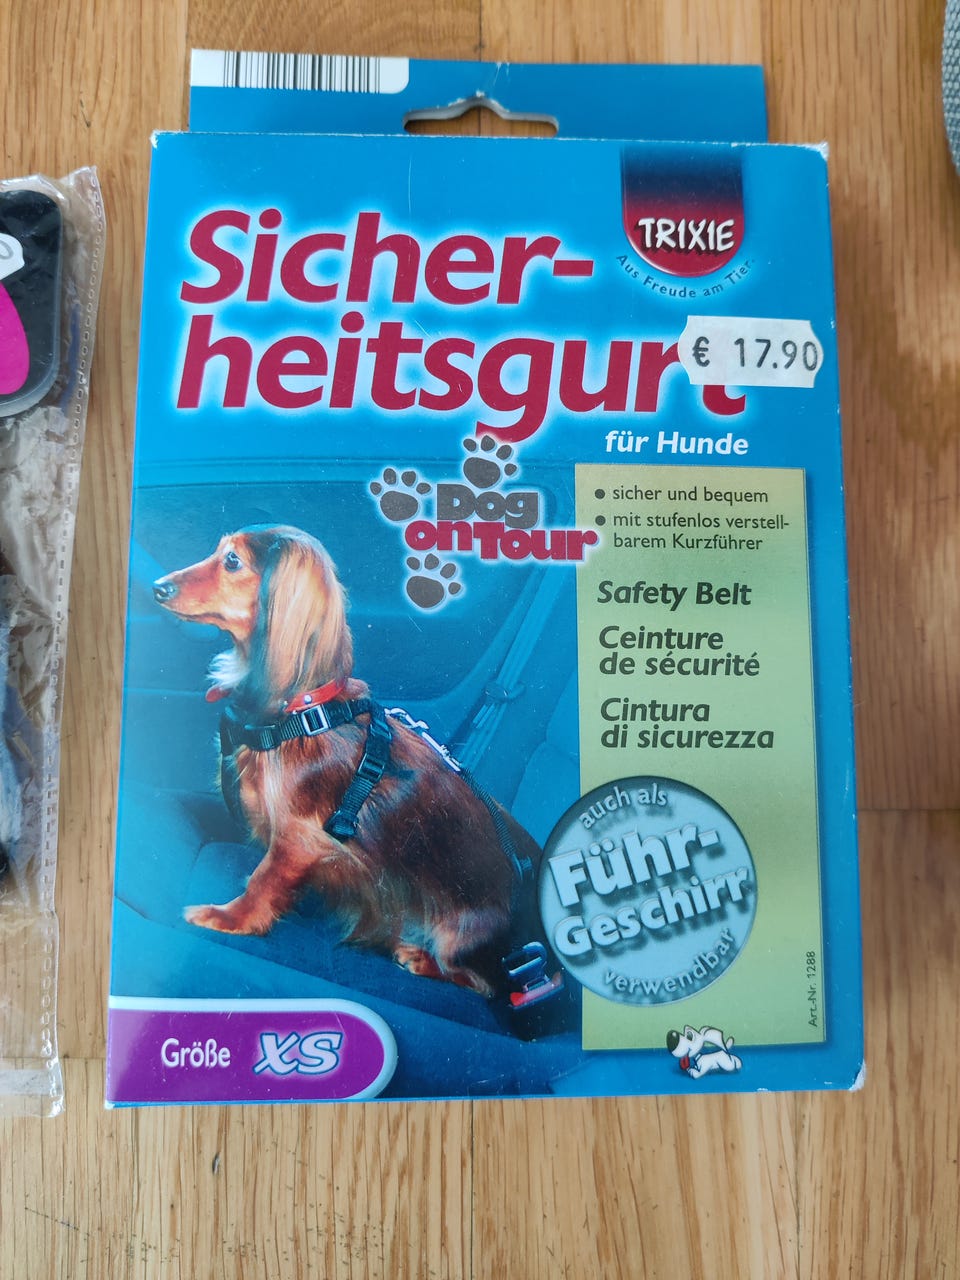 TRIXIE
Aus Freude am Tier
Sicher-
heitsgurt
€ 17.90
für Hunde
Dog
on Tour
• sicher und bequem
• mit stufenlos verstell-
barem Kurzführer
Safety Belt
Ceinture
de sécurité
Cintura
di sicurezza
auch als
Führ-
Geschirr
verwendbar
Art.-Nr. 1288
Größe XS